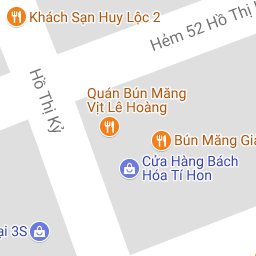 Khách Sạn Huy Lộc 2
Hẻm 52 Hồ Thị
Hồ Thị Kỷ
Quán Bún Măng
Vịt Lê Hoàng
Bún Măng Gia
Cửa Hàng Bách
Hóa Tí Hon
ại 3S